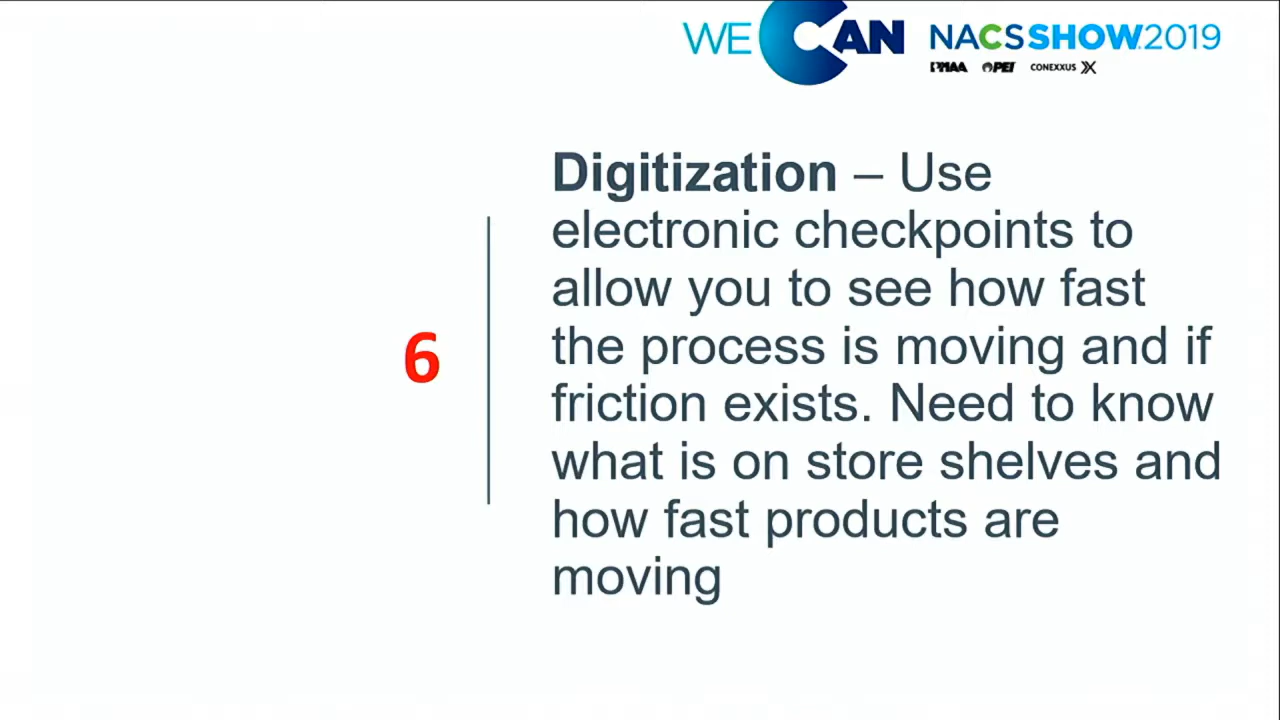 WE CAN NACSSHOW.2019
PMAA PEI CONEXXUS
Digitization – Use
electronic checkpoints to
allow you to see how fast
the process is moving and if
6
friction exists. Need to know
what is on store shelves and
how fast products are
moving